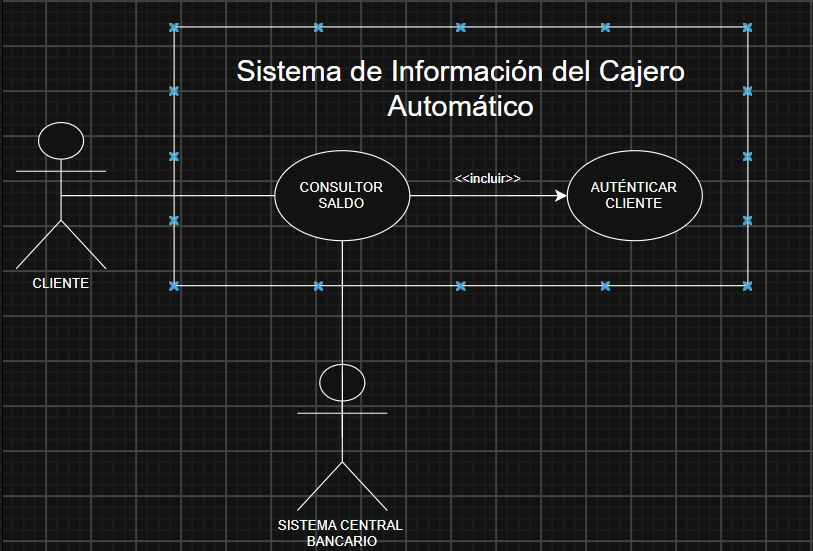 Sistema de Información del Cajero
Automático
CONSULTOR
SALDO
<<incluir>>
AUTÉNTICAR
CLIENTE
CLIENTE
SISTEMA CENTRAL
BANCARIO